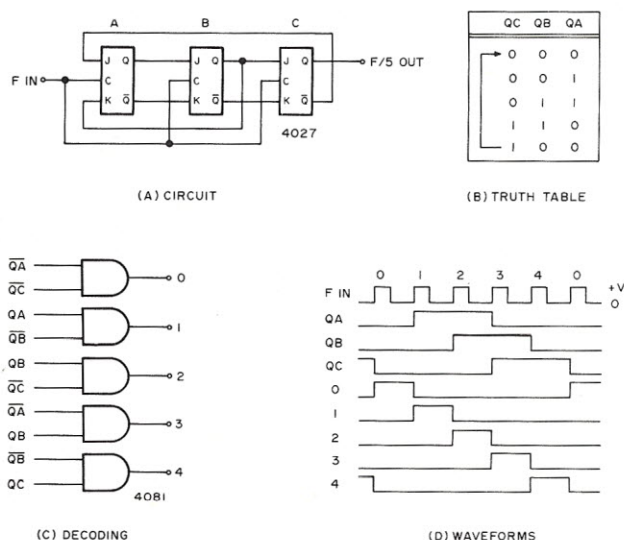 A B C
J Q J Q J Q
F IN C C C F/5 OUT
K Q̅ K Q̅ K Q̅
4027
(A) CIRCUIT
QC QB QA
0 0 0
0 0 1
0 1 1
1 1 0
1 0 0
(B) TRUTH TABLE
Q̅A̅
Q̅C̅
0
QA
Q̅B̅
1
QB
Q̅C̅
2
Q̅A̅
QB
3
Q̅B̅
QC
4
4081
(C) DECODING
0 1 2 3 4 0
F IN +V
0
QA
QB
QC
0
1
2
3
4
(D) WAVEFORMS